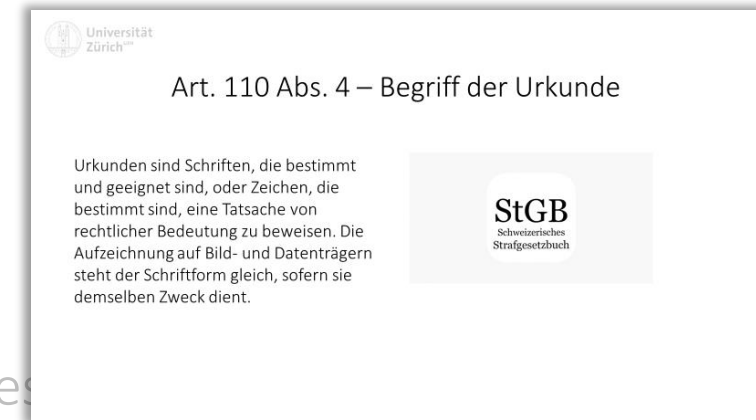 Universität
Zürich
Art. 110 Abs. 4 – Begriff der Urkunde
Urkunden sind Schriften, die bestimmt
und geeignet sind, oder Zeichen, die
bestimmt sind, eine Tatsache von
rechtlicher Bedeutung zu beweisen. Die
Aufzeichnung auf Bild- und Datenträgern
steht der Schriftform gleich, sofern sie
demselben Zweck dient.
StGB
Schweizerisches
Strafgesetzbuch